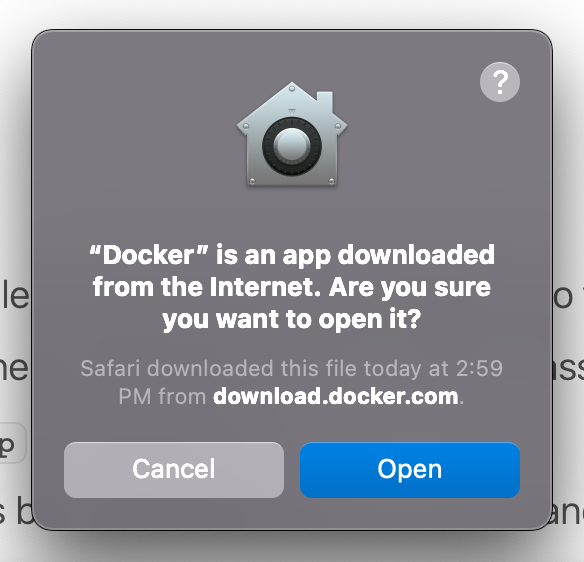 ?
“Docker” is an app downloaded
from the Internet. Are you sure
you want to open it?
Safari downloaded this file today at 2:59
PM from download.docker.com.
Cancel
Open